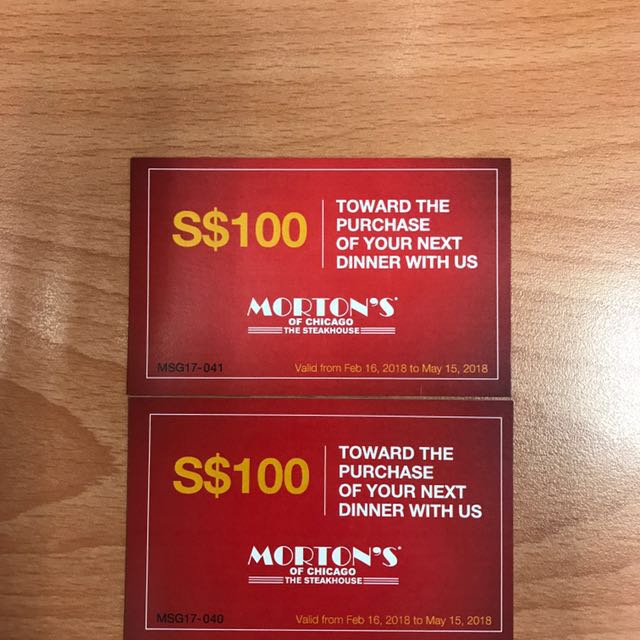 S$100
TOWARD THE
PURCHASE
OF YOUR NEXT
DINNER WITH US
MORTON'S®
OF CHICAGO
THE STEAKHOUSE
MSG17-041
Valid from Feb 16, 2018 to May 15, 2018
S$100
TOWARD THE
PURCHASE
OF YOUR NEXT
DINNER WITH US
MORTON'S®
OF CHICAGO
THE STEAKHOUSE
MSG17-040
Valid from Feb 16, 2018 to May 15, 2018